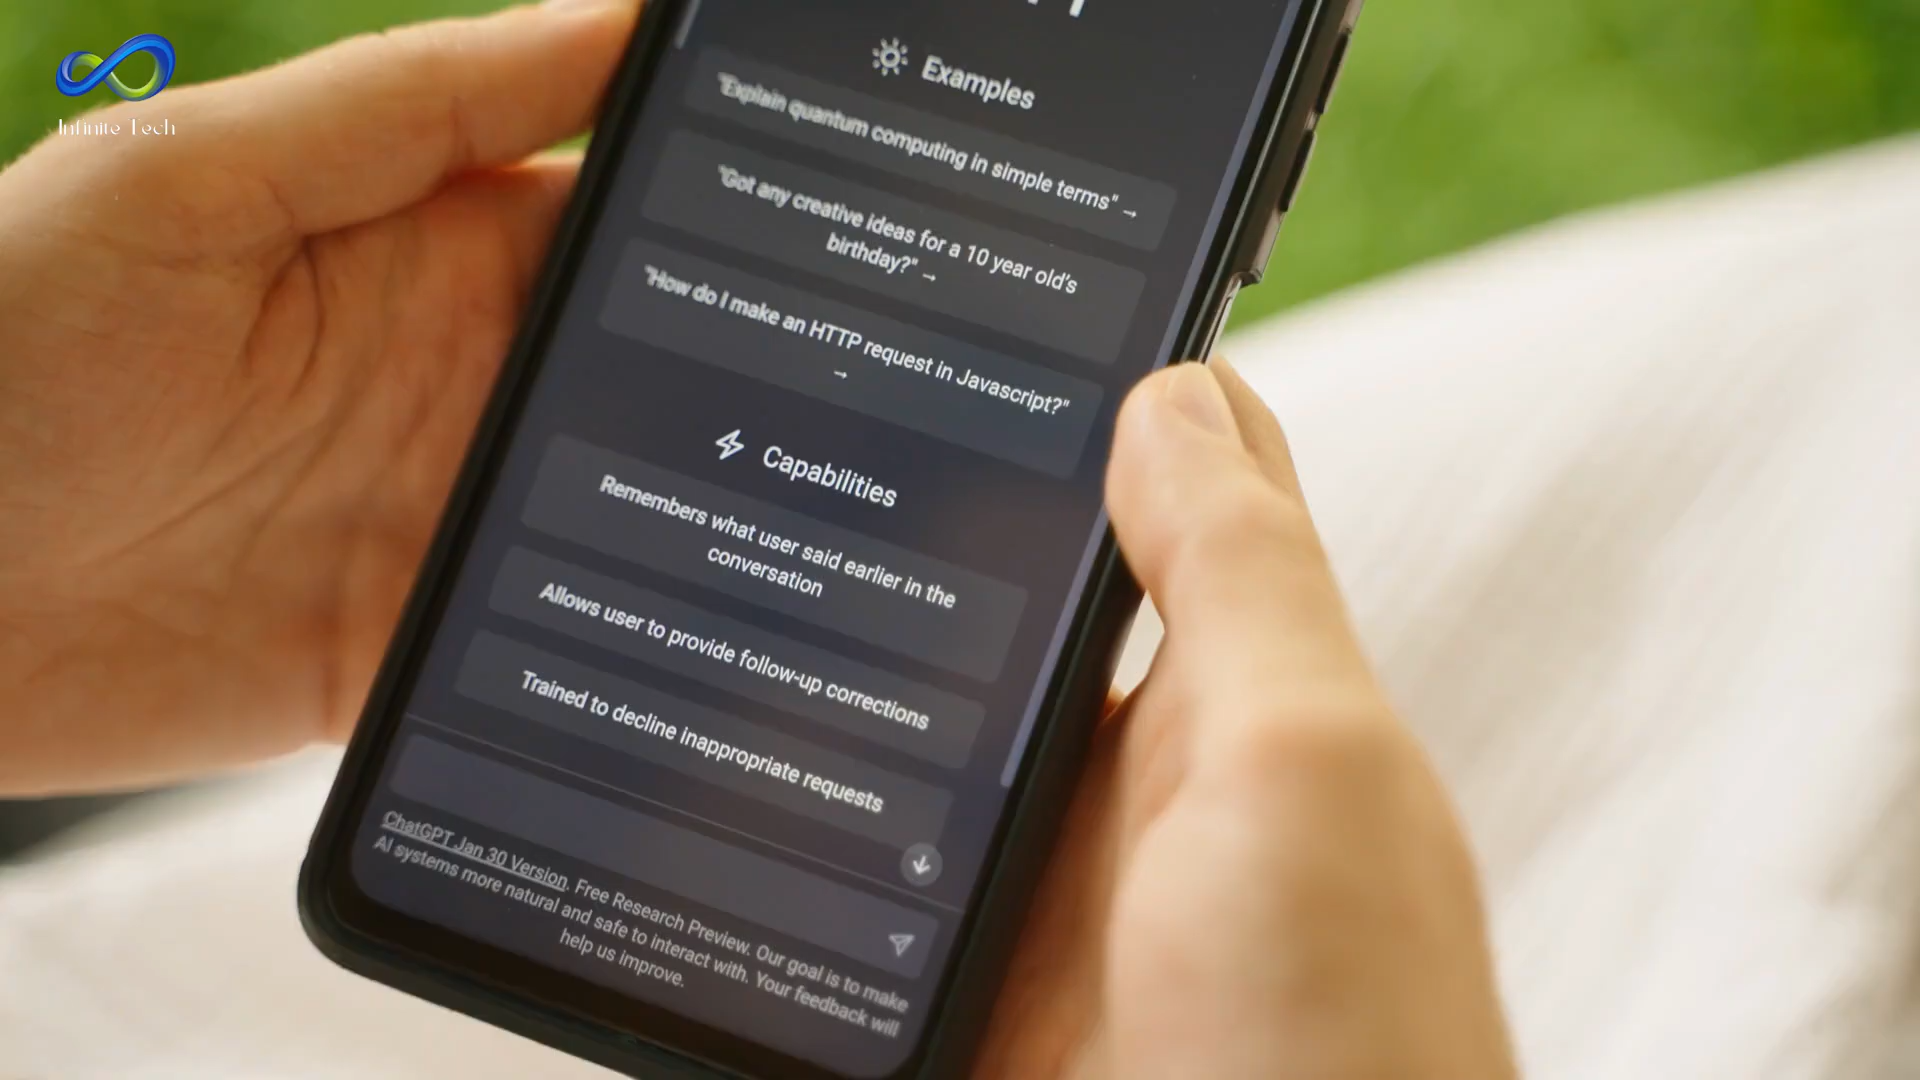 Infinite Tech
Examples
"Explain quantum computing in simple terms" →
"Got any creative ideas for a 10 year old's
birthday?" →
"How do I make an HTTP request in Javascript?"
→
Capabilities
Remembers what user said earlier in the
conversation
Allows user to provide follow-up corrections
Trained to decline inappropriate requests
ChatGPT Jan 30 Version. Free Research Preview. Our goal is to make
AI systems more natural and safe to interact with. Your feedback will
help us improve.